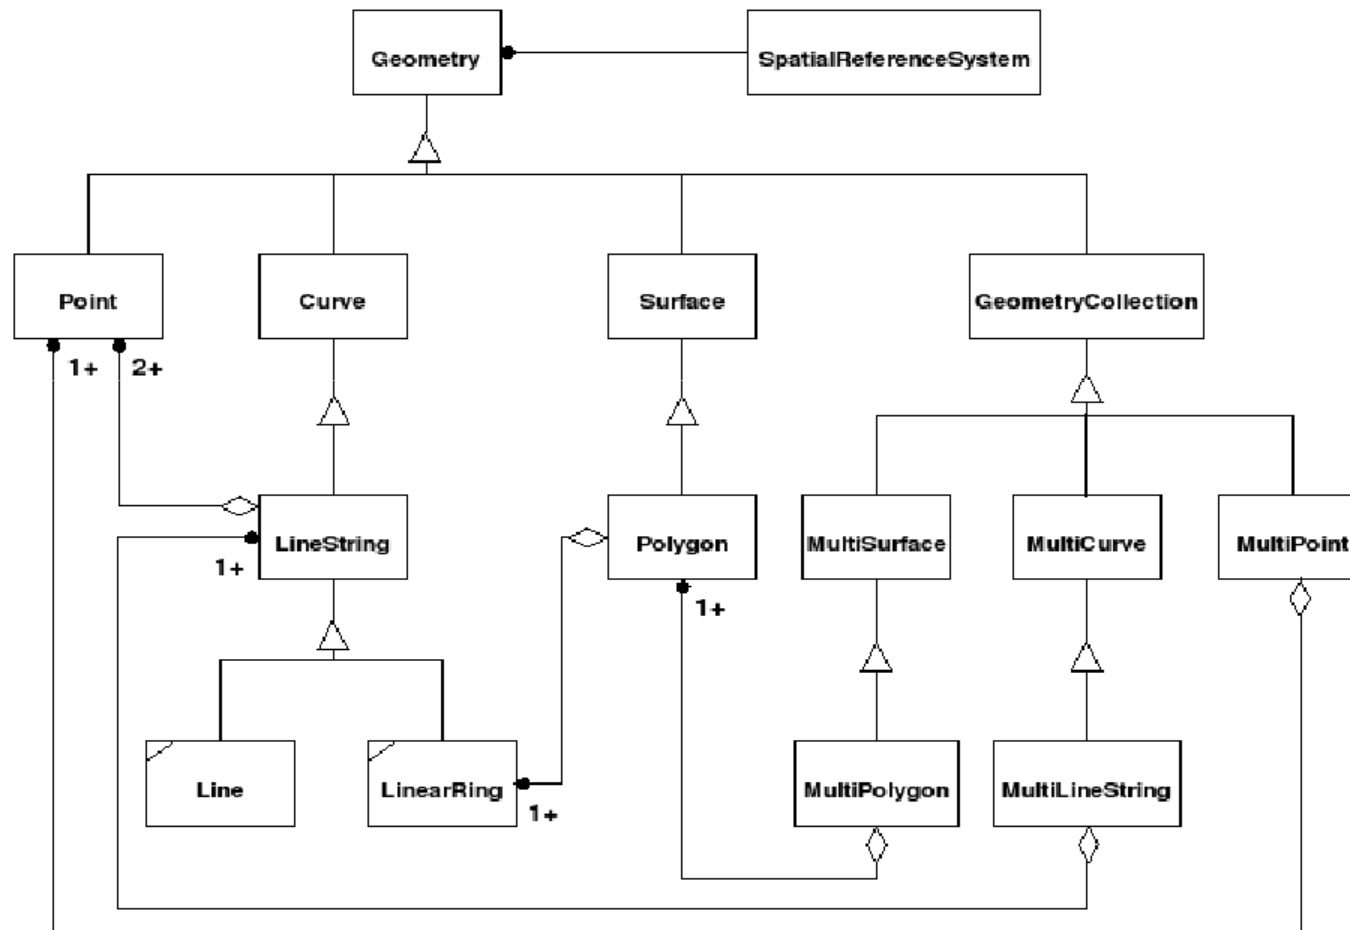 Geometry
SpatialReferenceSystem
Point
Curve
Surface
GeometryCollection
1+
2+
LineString
Polygon
MultiSurface
MultiCurve
MultiPoint
1+
1+
Line
LinearRing
MultiPolygon
MultiLineString
1+